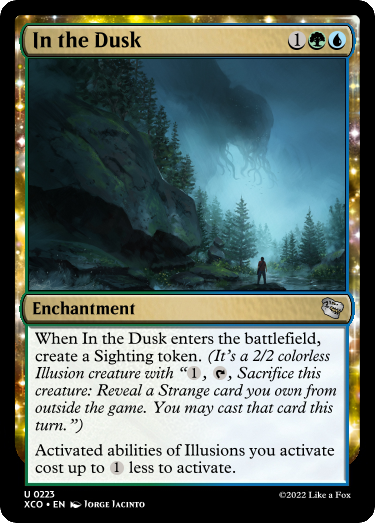 In the Dusk 1
Enchantment
When In the Dusk enters the battlefield,
create a Sighting token. (It's a 2/2 colorless
Illusion creature with “1, , Sacrifice this
creature: Reveal a Strange card you own from
outside the game. You may cast that card this
turn.”)
Activated abilities of Illusions you activate
cost up to 1 less to activate.
U 0223
XCO • EN Jorge Jacinto
©2022 Like a Fox